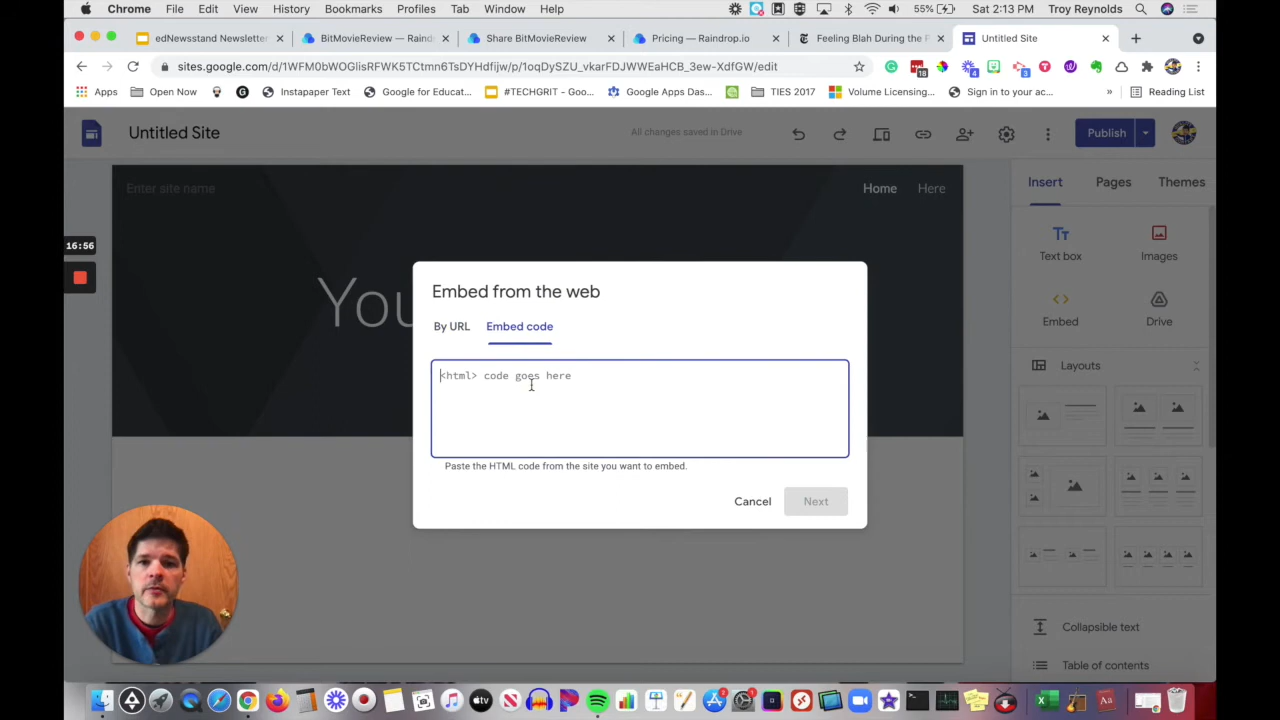 Chrome File Edit View History Bookmarks Profiles Tab Window Help 55% Sat 2:13 PM Troy Reynolds
edNewsstand Newsletter BitMovieReview — Raind Share BitMovieReview Pricing — Raindrop.io Feeling Blah During the P Untitled Site
sites.google.com/d/1WFM0bWOGlisRFWK5TCtmn6TsDYHdfijw/p/1oqDySZU_vkarFDJWWEaHCB_3ew-XdfGW/edit
Apps Open Now Instapaper Text Google for Educat... #TECHGRIT - Goo... Google Apps Das... TIES 2017 Volume Licensing... Sign in to your ac... » Reading List
Untitled Site All changes saved in Drive Publish
Enter site name Home Here
Insert Pages Themes
You
Text box Images
Embed Drive
16:56
Embed from the web
By URL Embed code
<html> code goes here
Paste the HTML code from the site you want to embed.
Cancel Next
Layouts
Collapsible text
Table of contents